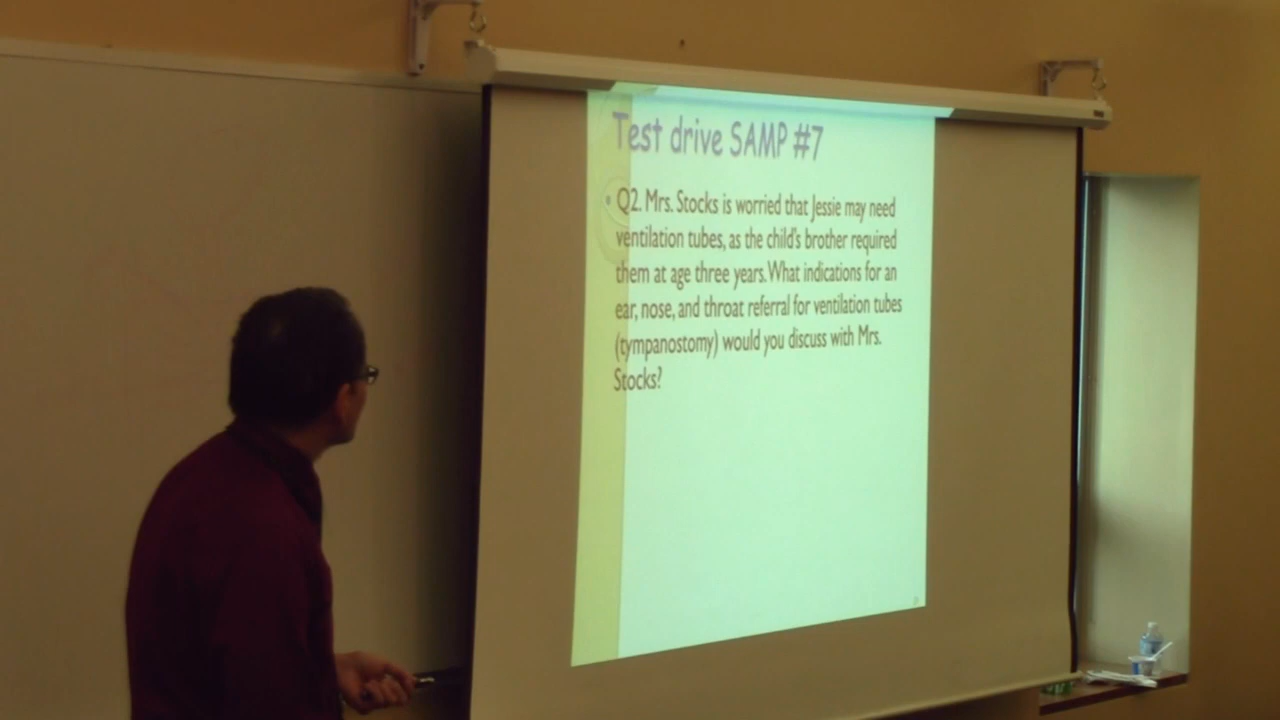 Test drive SAMP #7
• Q2. Mrs. Stocks is worried that Jessie may need
ventilation tubes, as the child's brother required
them at age three years. What indications for an
ear, nose, and throat referral for ventilation tubes
(tympanostomy) would you discuss with Mrs.
Stocks?